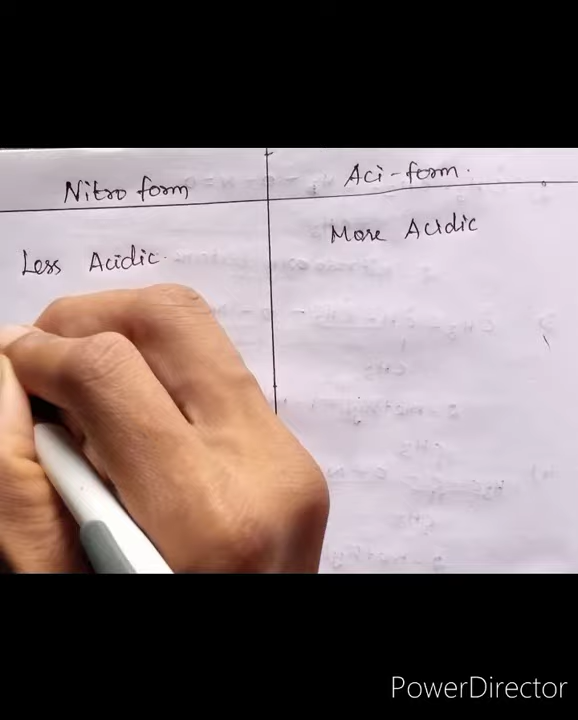 Nitro form
Aci-form.
Less Acidic.
More Acidic
PowerDirector